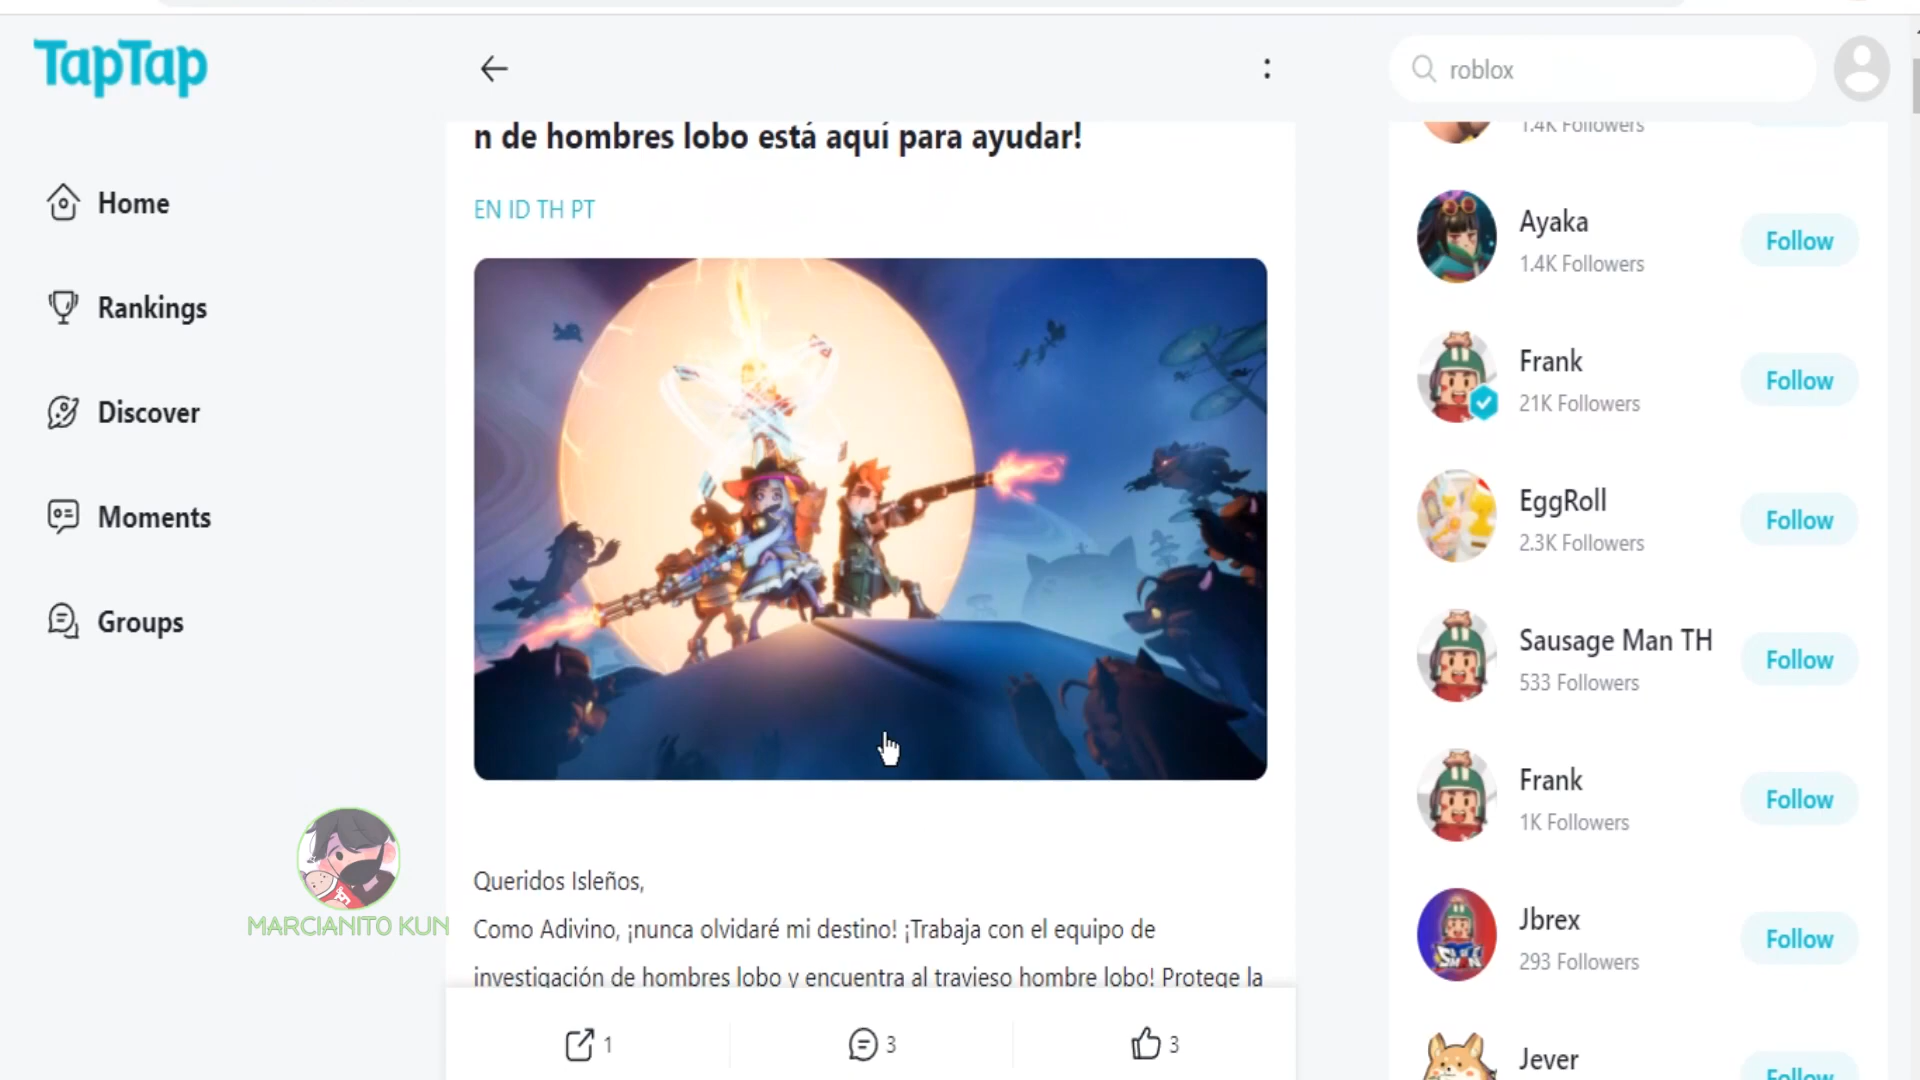 TapTap
roblox
Home
Rankings
Discover
Moments
Groups
n de hombres lobo está aquí para ayudar!
EN ID TH PT
Queridos Isleños,
Como Adivino, ¡nunca olvidaré mi destino! ¡Trabaja con el equipo de
investigación de hombres lobo y encuentra al travieso hombre lobo! Protege la
1
3
3
1.4K Followers
Ayaka
1.4K Followers
Follow
Frank
21K Followers
Follow
EggRoll
2.3K Followers
Follow
Sausage Man TH
533 Followers
Follow
Frank
1K Followers
Follow
Jbrex
293 Followers
Follow
Jever
Follow
MARCIANITO KUN